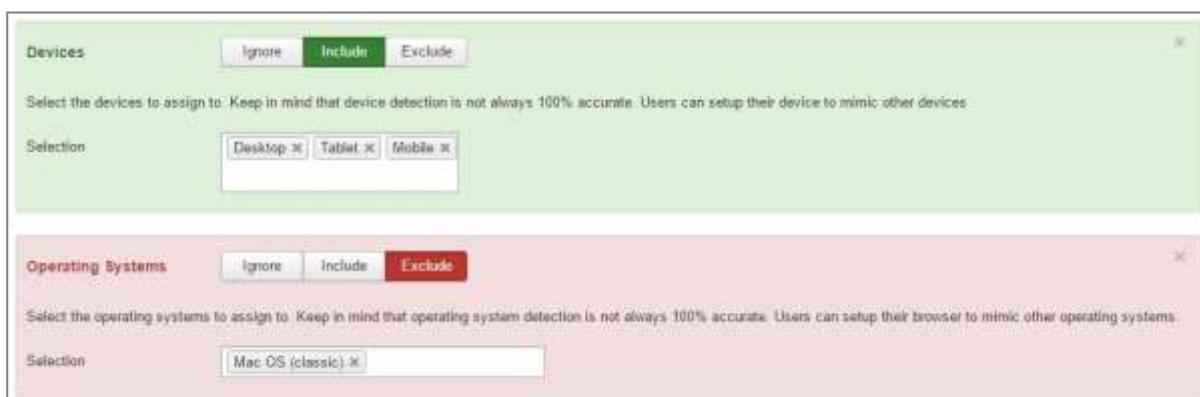 Devices Ignore Include Exclude ×
Select the devices to assign to. Keep in mind that device detection is not always 100% accurate. Users can setup their device to mimic other devices
Selection Desktop × Tablet × Mobile ×
Operating Systems Ignore Include Exclude ×
Select the operating systems to assign to. Keep in mind that operating system detection is not always 100% accurate. Users can setup their browser to mimic other operating systems.
Selection Mac OS (classic) ×